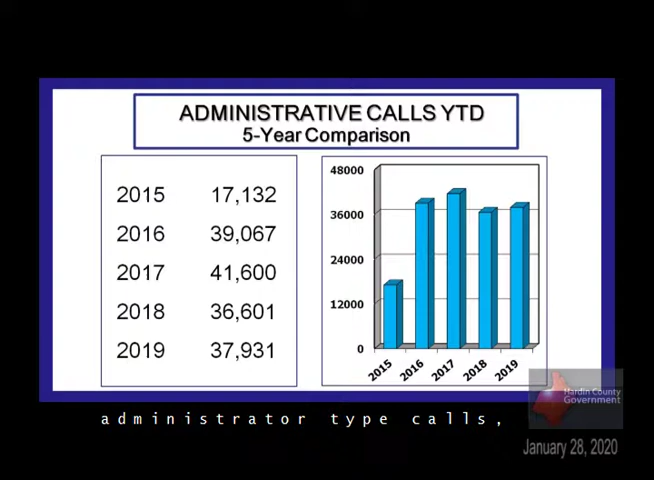 ADMINISTRATIVE CALLS YTD
5-Year Comparison
2015 17,132
2016 39,067
2017 41,600
2018 36,601
2019 37,931
48000
36000
24000
12000
0
2015 2016 2017 2018 2019
Hardin County
Government
administrator type calls,
January 28, 2020